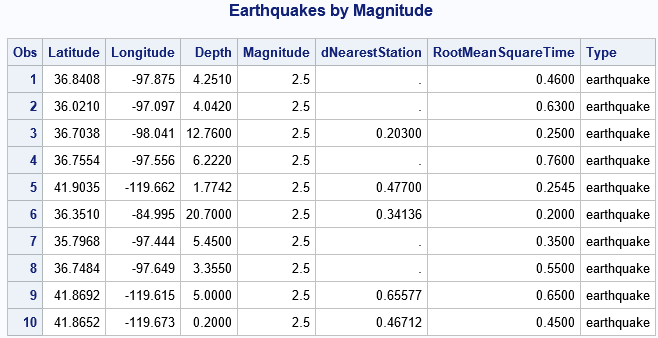 Earthquakes by Magnitude
Obs Latitude Longitude Depth Magnitude dNearestStation RootMeanSquareTime Type
1 36.8408 -97.875 4.2510 2.5 . 0.4600 earthquake
2 36.0210 -97.097 4.0420 2.5 . 0.6300 earthquake
3 36.7038 -98.041 12.7600 2.5 0.20300 0.2500 earthquake
4 36.7554 -97.556 6.2220 2.5 . 0.7600 earthquake
5 41.9035 -119.662 1.7742 2.5 0.47700 0.2545 earthquake
6 36.3510 -84.995 20.7000 2.5 0.34136 0.2000 earthquake
7 35.7968 -97.444 5.4500 2.5 . 0.3500 earthquake
8 36.7484 -97.649 3.3550 2.5 . 0.5500 earthquake
9 41.8692 -119.615 5.0000 2.5 0.65577 0.6500 earthquake
10 41.8652 -119.673 0.2000 2.5 0.46712 0.4500 earthquake